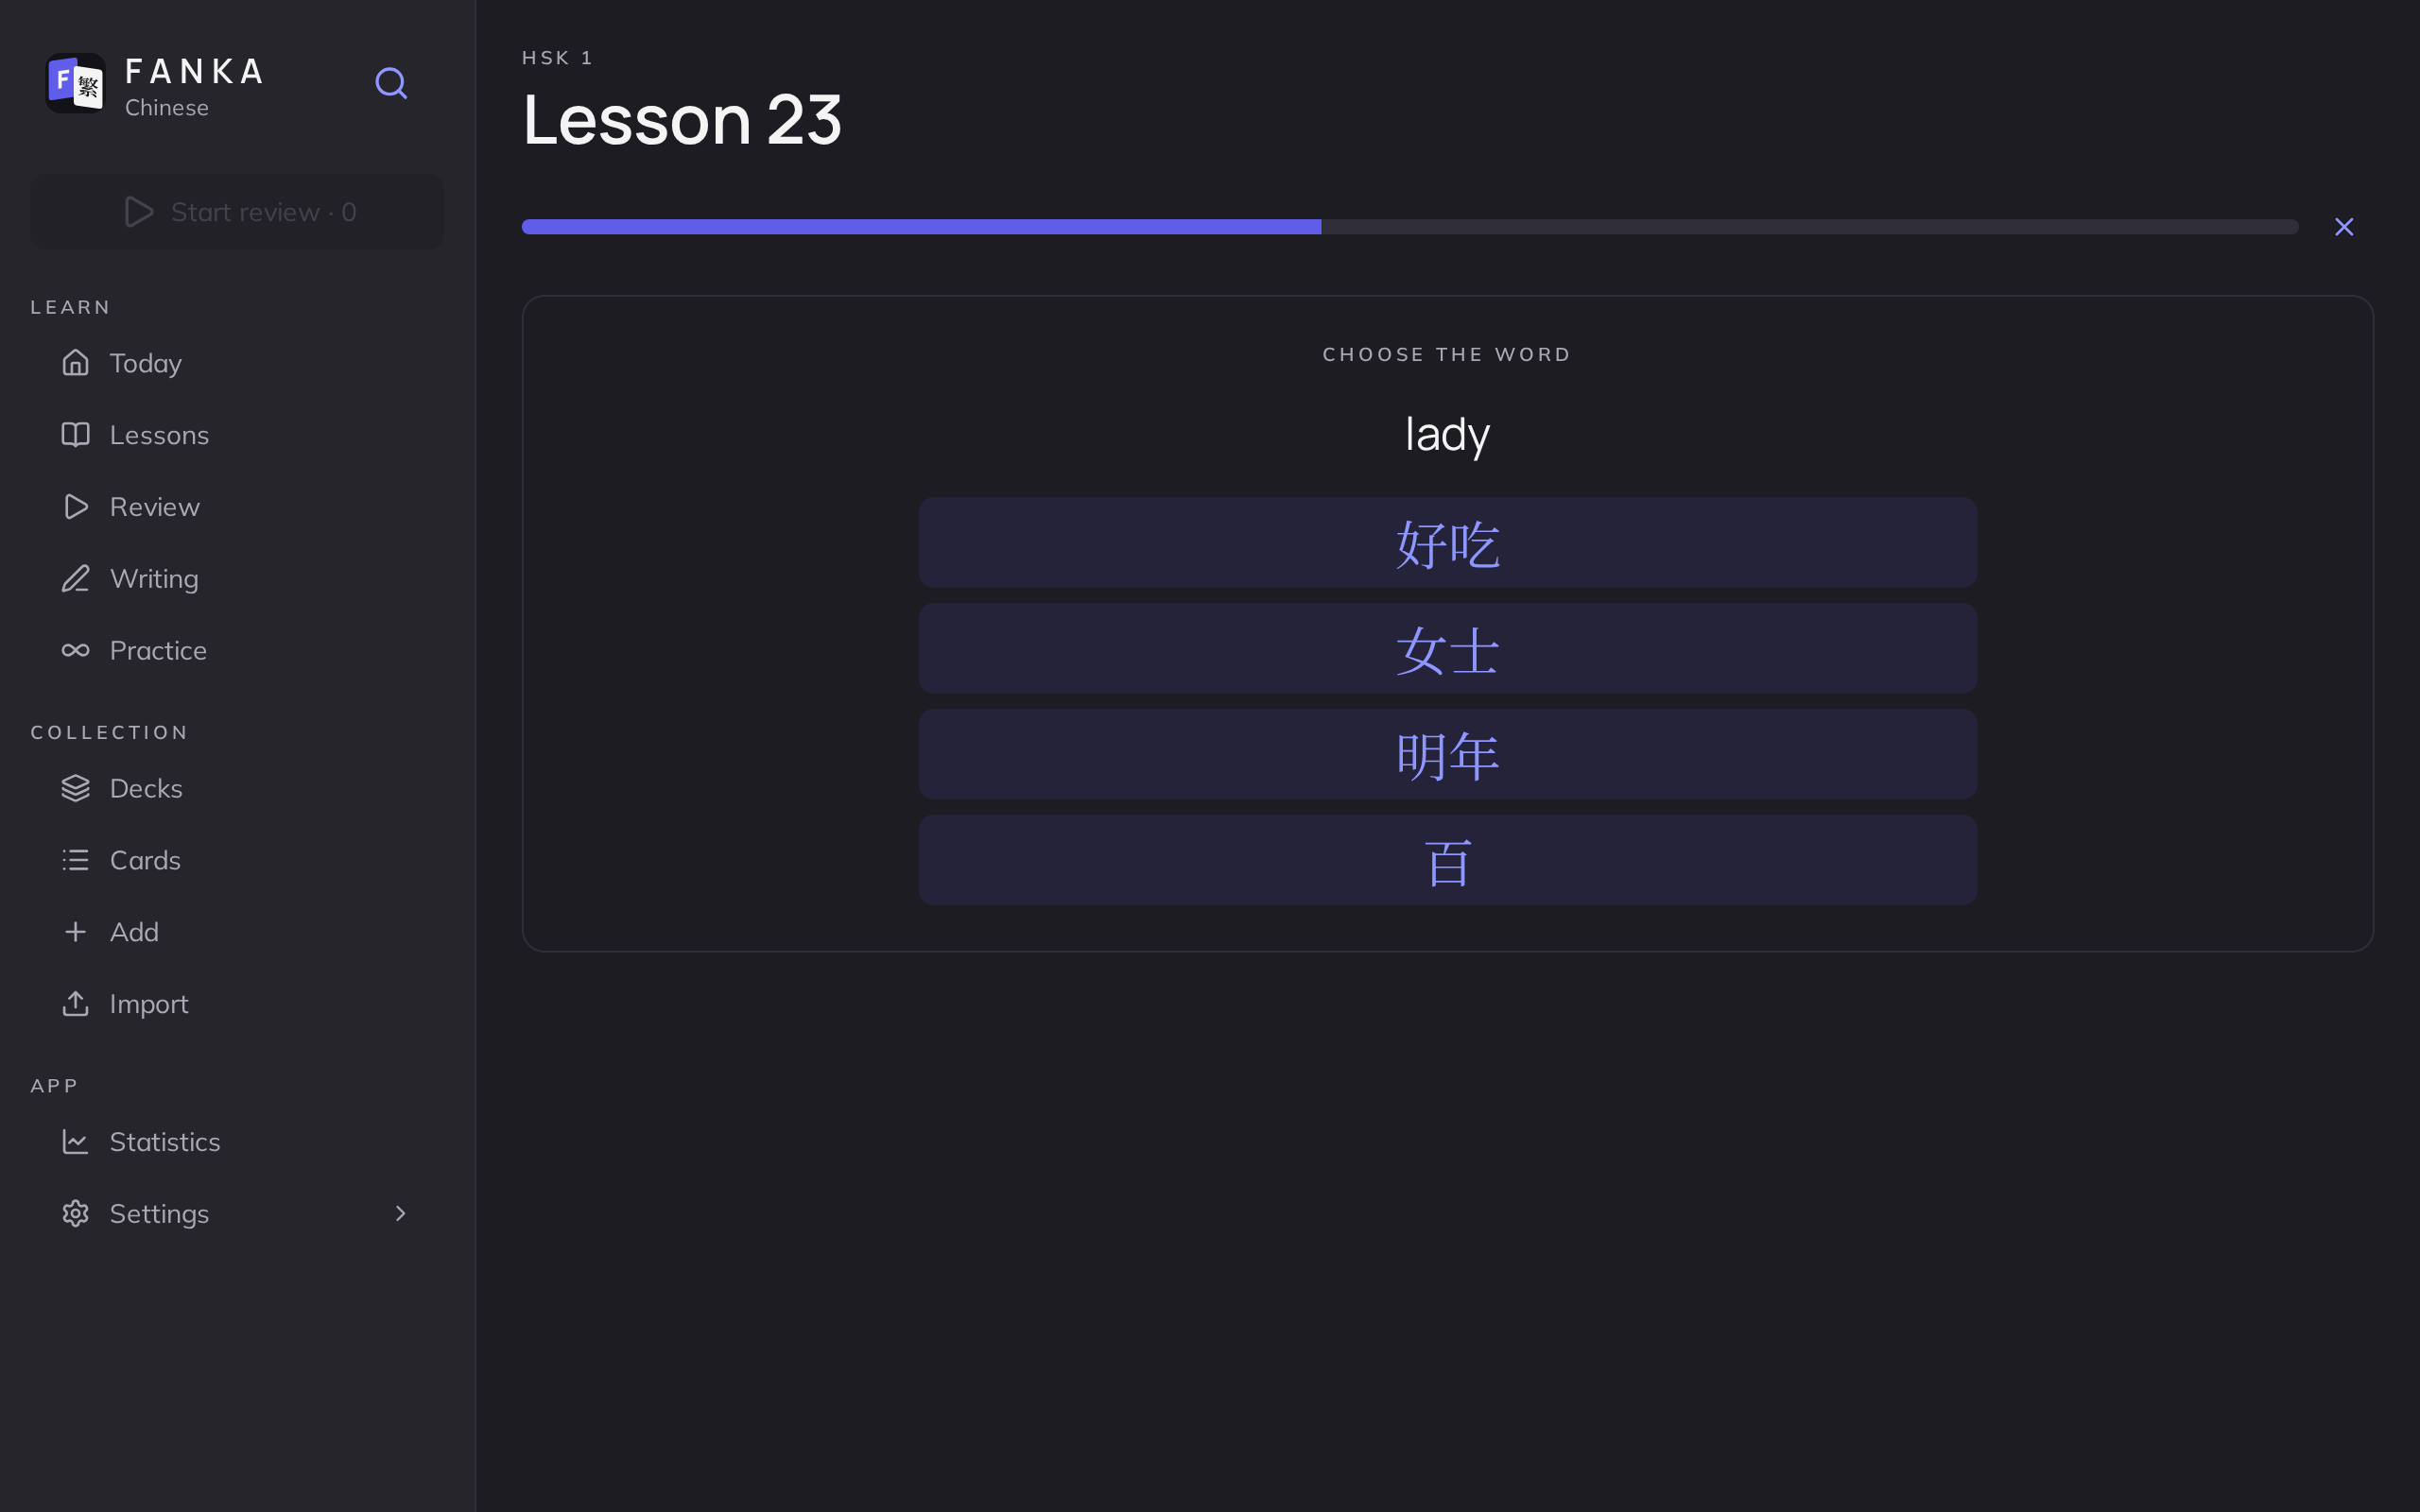 F 繁
FANKA
Chinese
Start review · 0
LEARN
Today
Lessons
Review
Writing
Practice
COLLECTION
Decks
Cards
Add
Import
APP
Statistics
Settings
HSK 1
Lesson 23
CHOOSE THE WORD
lady
好吃
女士
明年
百